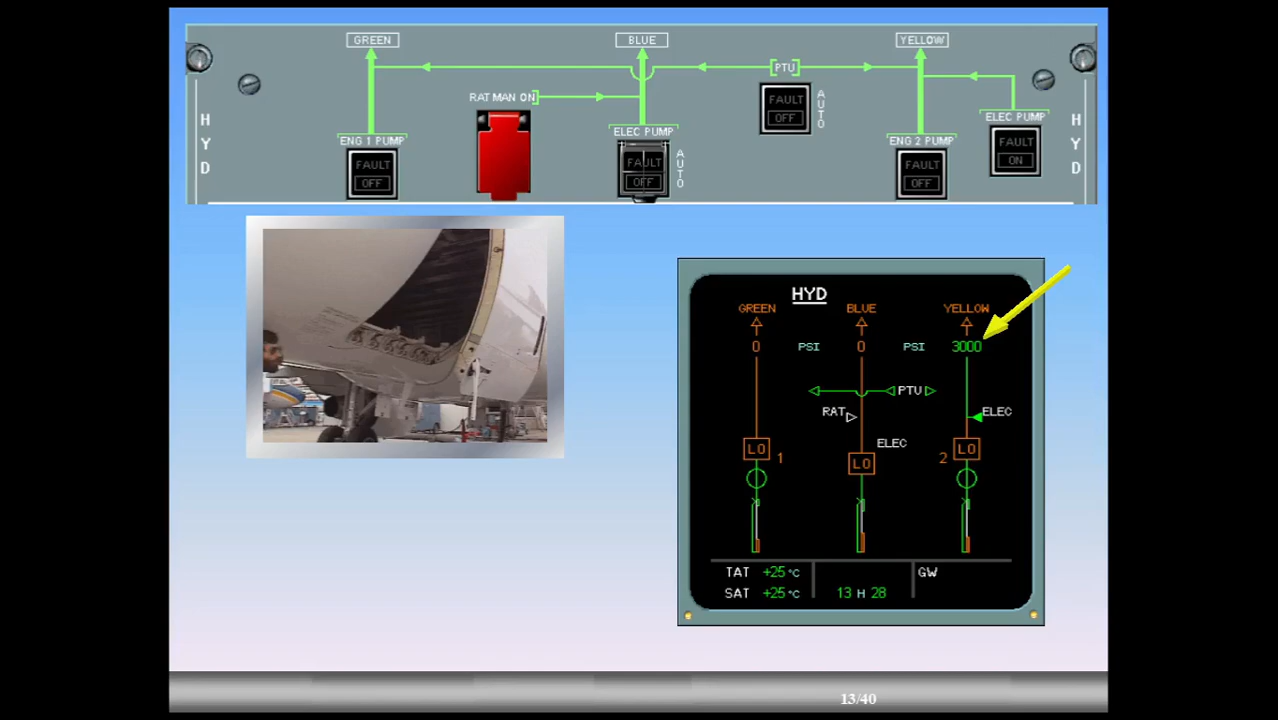 GREEN BLUE YELLOW
PTU
RAT MAN ON
HYD
ENG 1 PUMP
FAULT
OFF
ELEC PUMP
FAULT
OFF
AUTO
FAULT
OFF
AUTO
ENG 2 PUMP
FAULT
OFF
ELEC PUMP
FAULT
ON
HYD
HYD
GREEN BLUE YELLOW
0 PSI 0 PSI 3000
PTU
RAT ELEC
ELEC
LO 1 LO 2 LO
TAT +25 °C GW
SAT +25 °C 13 H 28
13/40